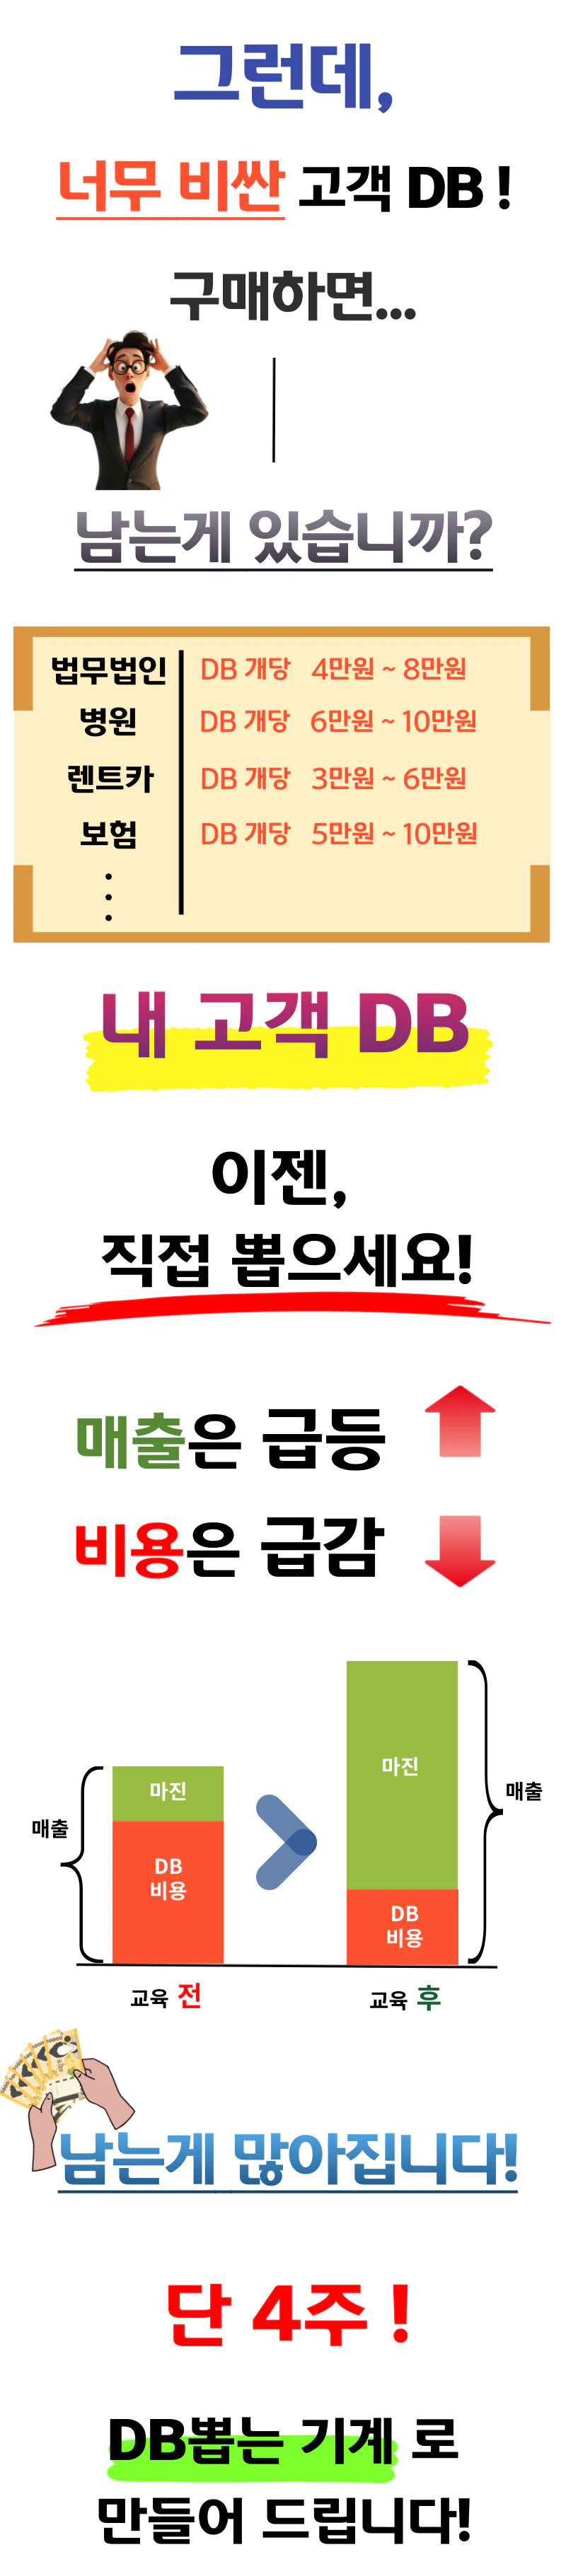 그런데,
너무 비싼 고객 DB !
구매하면...
남는게 있습니까?
법무법인 DB 개당 4만원 ~ 8만원
병원 DB 개당 6만원 ~ 10만원
렌트카 DB 개당 3만원 ~ 6만원
보험 DB 개당 5만원 ~ 10만원
내 고객 DB
이젠,
직접 뽑으세요!
매출은 급등
비용은 급감
매출
마진
DB
비용
마진
DB
비용
매출
교육 전
교육 후
남는게 많아집니다!
단 4주 !
DB뽑는 기계 로
만들어 드립니다!